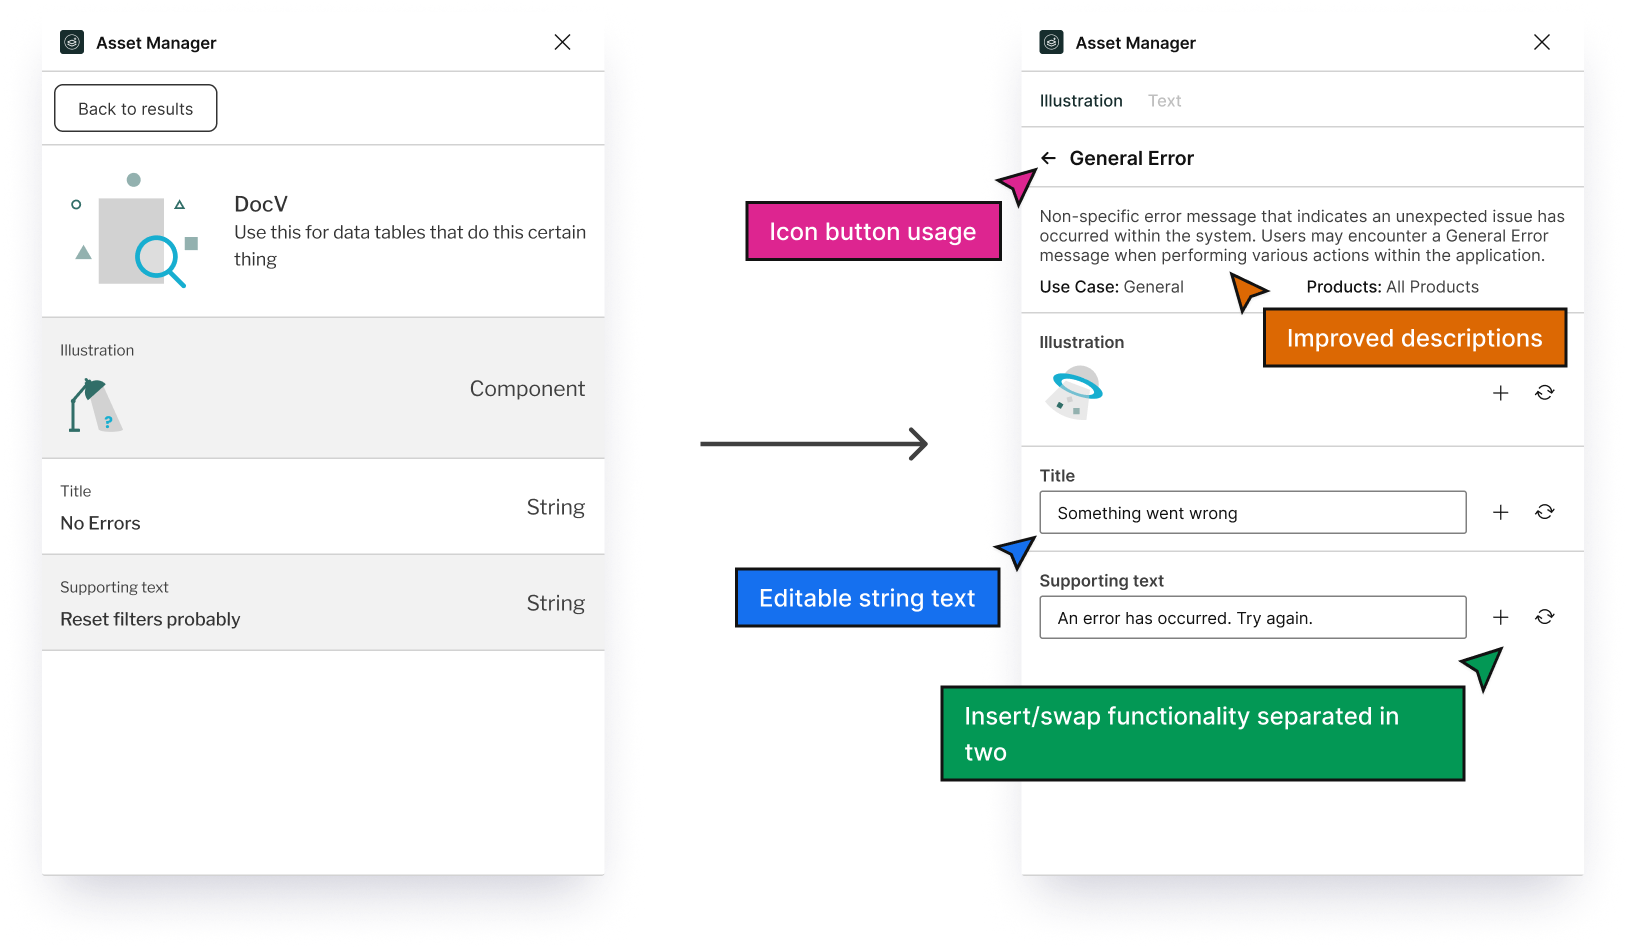 Asset Manager
Back to results
DocV
Use this for data tables that do this certain
thing
Illustration
?
Component
Title
No Errors
String
Supporting text
Reset filters probably
String
Asset Manager
Illustration Text
General Error
Icon button usage
Non-specific error message that indicates an unexpected issue has
occurred within the system. Users may encounter a General Error
message when performing various actions within the application.
Use Case: General Products: All Products
Improved descriptions
Illustration
Title
Something went wrong
Editable string text
Supporting text
An error has occurred. Try again.
Insert/swap functionality separated in
two